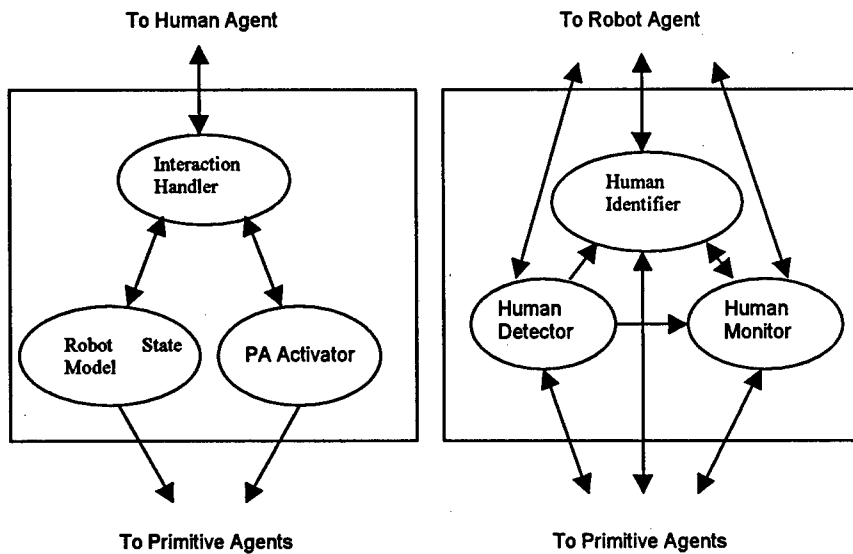 To Human Agent
To Robot Agent
Interaction
Handler
Human
Identifier
Robot State
Model
PA Activator
Human
Detector
Human
Monitor
To Primitive Agents
To Primitive Agents